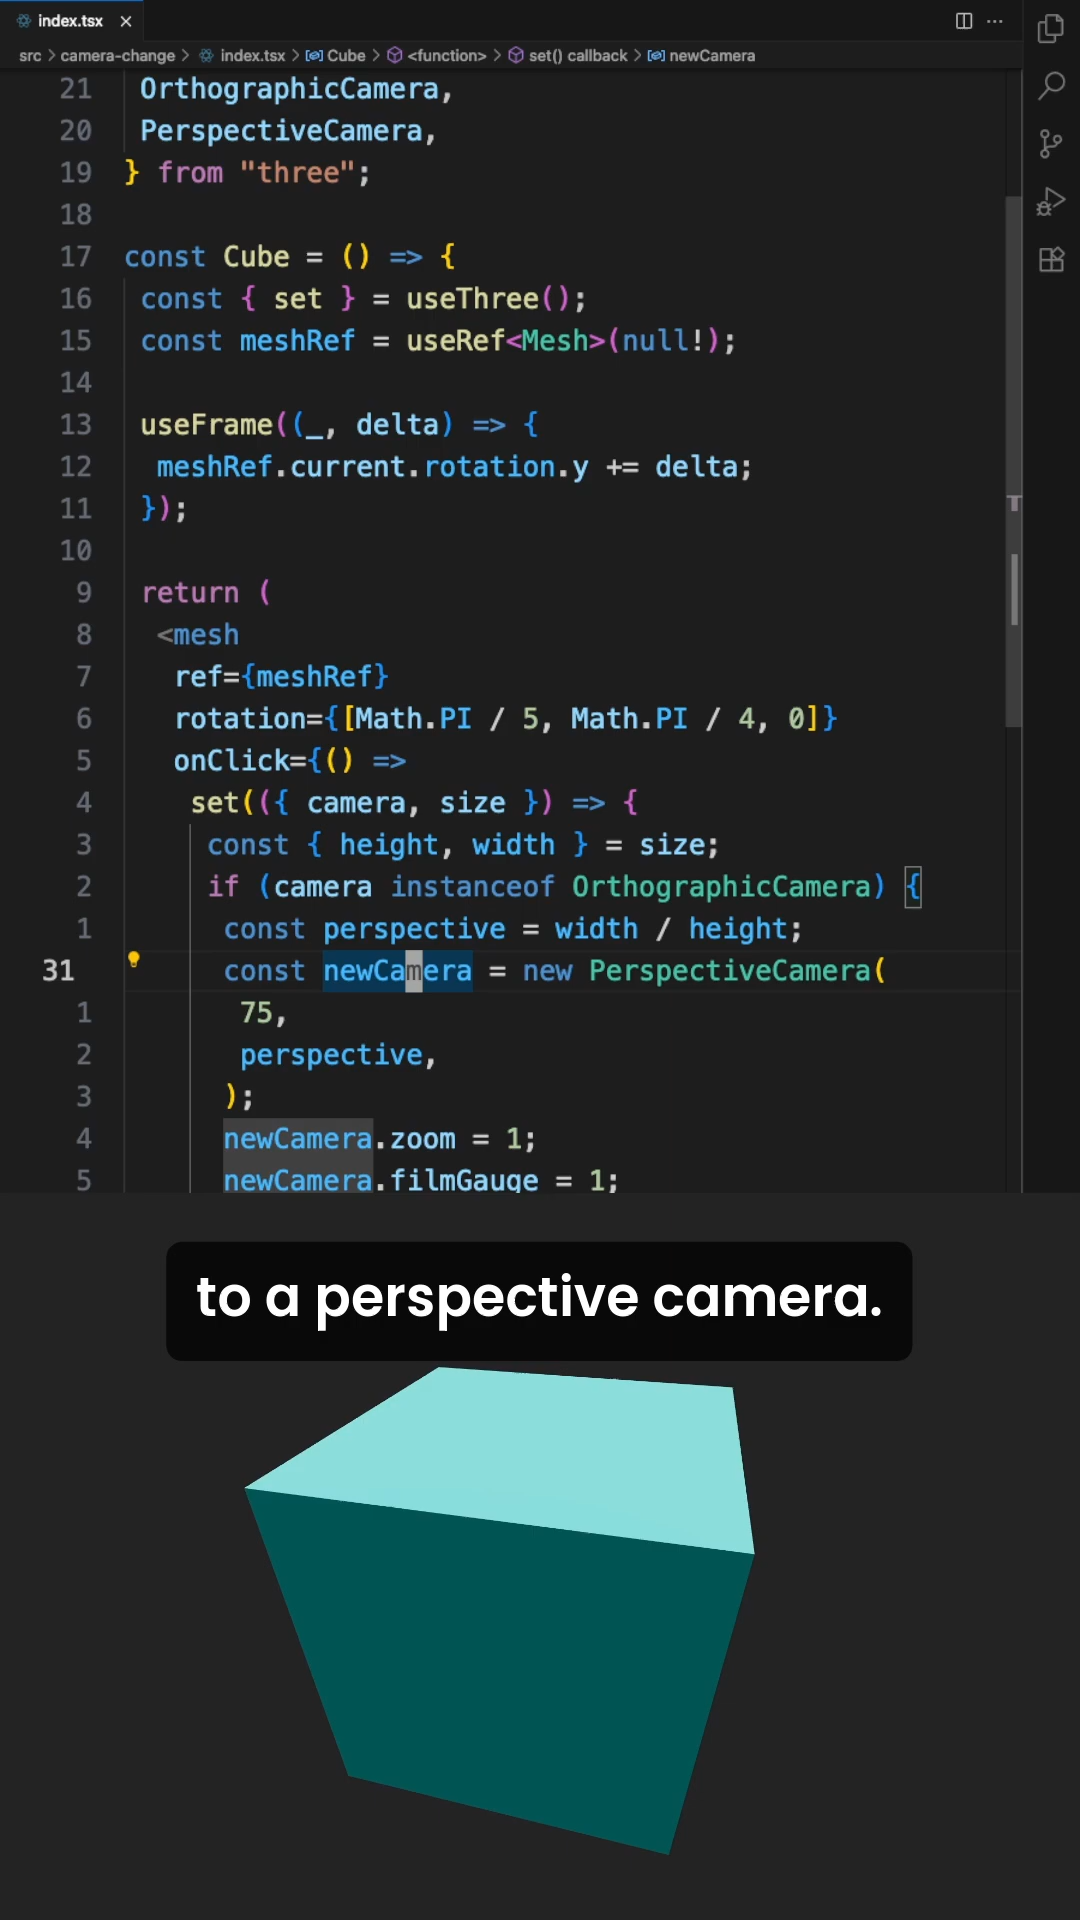 index.tsx
src > camera-change > index.tsx > Cube > <function> > set() callback > newCamera
21 OrthographicCamera,
20 PerspectiveCamera,
19 } from "three";
18
17 const Cube = () => {
16 const { set } = useThree();
15 const meshRef = useRef<Mesh>(null!);
14
13 useFrame((_, delta) => {
12 meshRef.current.rotation.y += delta;
11 });
10
9 return (
8 <mesh
7 ref={meshRef}
6 rotation={[Math.PI / 5, Math.PI / 4, 0]}
5 onClick={() =>
4 set(({ camera, size }) => {
3 const { height, width } = size;
2 if (camera instanceof OrthographicCamera) {
1 const perspective = width / height;
31 const newCamera = new PerspectiveCamera(
1 75,
2 perspective,
3 );
4 newCamera.zoom = 1;
5 newCamera.filmGauge = 1;
to a perspective camera.